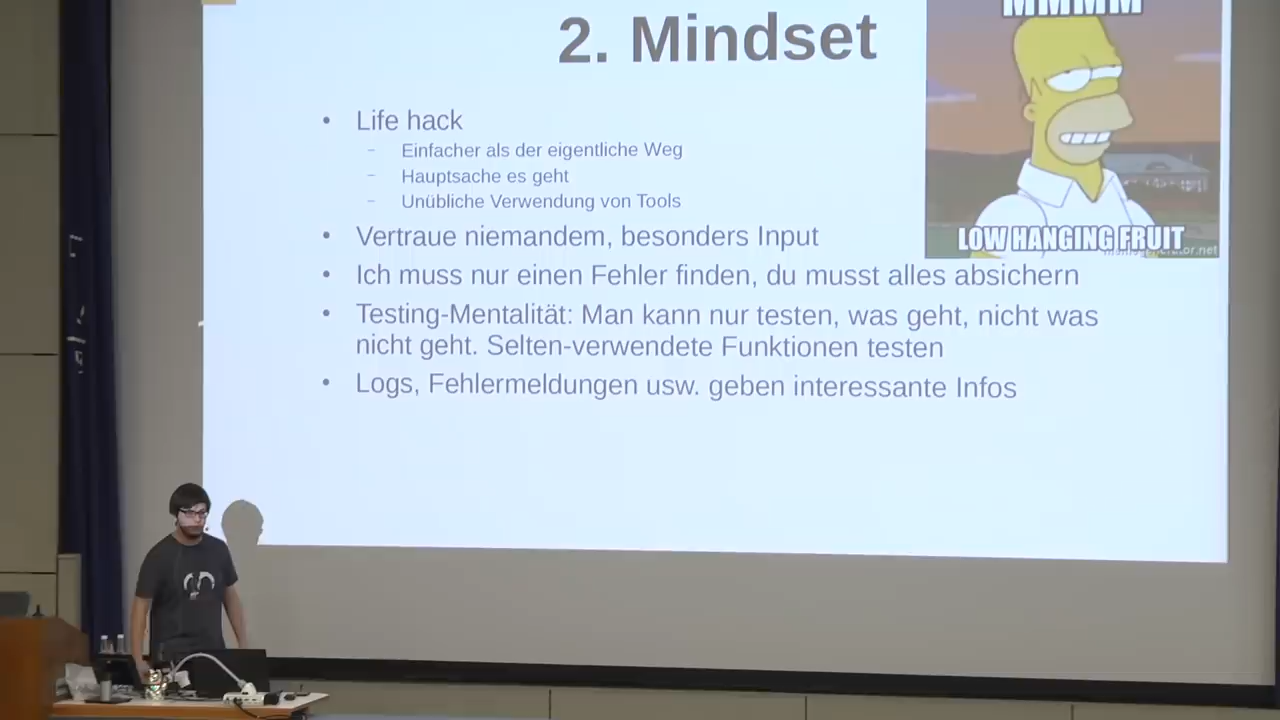 2. Mindset
MMMM
LOW HANGING FRUIT
• Life hack
– Einfacher als der eigentliche Weg
– Hauptsache es geht
– Unübliche Verwendung von Tools
• Vertraue niemandem, besonders Input
• Ich muss nur einen Fehler finden, du musst alles absichern
• Testing-Mentalität: Man kann nur testen, was geht, nicht was
nicht geht. Selten-verwendete Funktionen testen
• Logs, Fehlermeldungen usw. geben interessante Infos